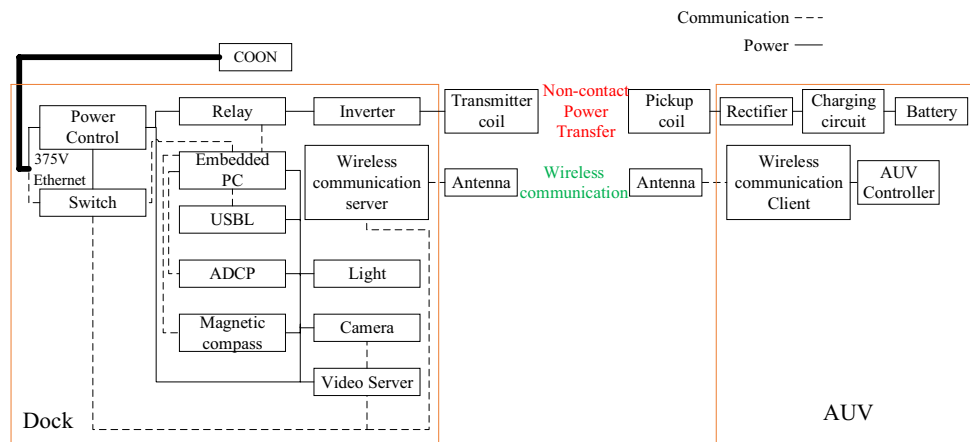 Communication
Power
COON
Power
Control
375V
Ethernet
Switch
Relay
Embedded
PC
USBL
ADCP
Magnetic
compass
Inverter
Wireless
communication
server
Light
Camera
Video Server
Dock
Transmitter
coil
Non-contact
Power
Transfer
Pickup
coil
Antenna
Wireless
communication
Antenna
Rectifier
Charging
circuit
Battery
Wireless
communication
Client
AUV
Controller
AUV